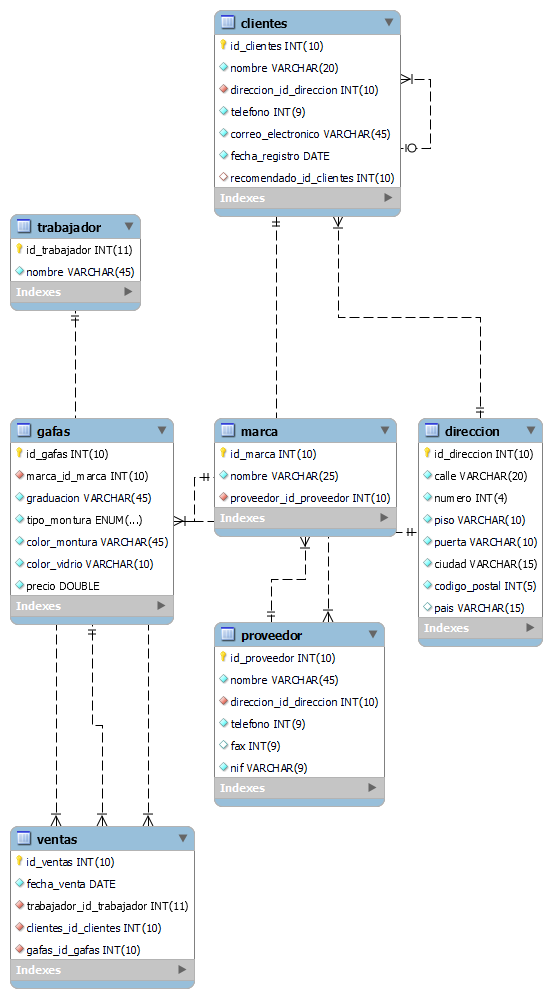 clientes
id_clientes INT(10)
nombre VARCHAR(20)
direccion_id_direccion INT(10)
telefono INT(9)
correo_electronico VARCHAR(45)
fecha_registro DATE
recomendado_id_clientes INT(10)
Indexes
trabajador
id_trabajador INT(11)
nombre VARCHAR(45)
Indexes
gafas
id_gafas INT(10)
marca_id_marca INT(10)
graduacion VARCHAR(45)
tipo_montura ENUM(...)
color_montura VARCHAR(45)
color_vidrio VARCHAR(10)
precio DOUBLE
Indexes
marca
id_marca INT(10)
nombre VARCHAR(25)
proveedor_id_proveedor INT(10)
Indexes
direccion
id_direccion INT(10)
calle VARCHAR(20)
numero INT(4)
piso VARCHAR(10)
puerta VARCHAR(10)
ciudad VARCHAR(15)
codigo_postal INT(5)
pais VARCHAR(15)
Indexes
proveedor
id_proveedor INT(10)
nombre VARCHAR(45)
direccion_id_direccion INT(10)
telefono INT(9)
fax INT(9)
nif VARCHAR(9)
Indexes
ventas
id_ventas INT(10)
fecha_venta DATE
trabajador_id_trabajador INT(11)
clientes_id_clientes INT(10)
gafas_id_gafas INT(10)
Indexes